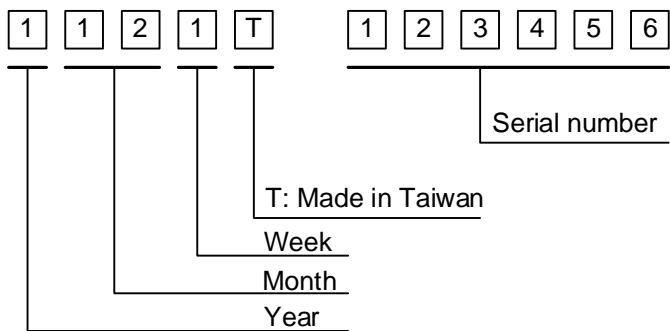 1 1 2 1 T 1 2 3 4 5 6
Serial number
T: Made in Taiwan
Week
Month
Year